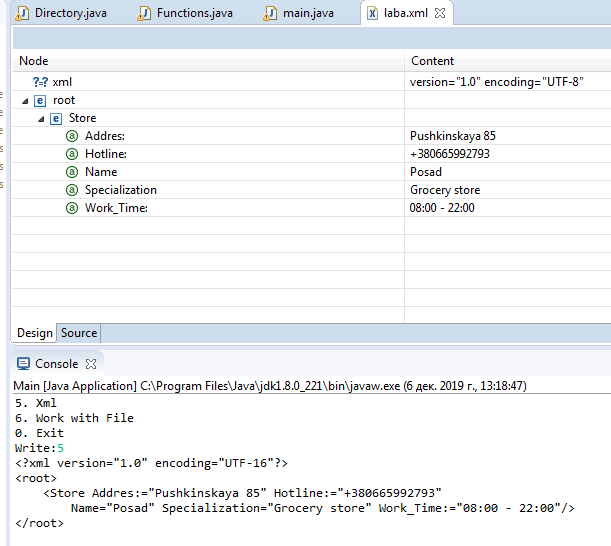 Directory.java Functions.java main.java laba.xml
Node Content
?=? xml version="1.0" encoding="UTF-8"
e root
e Store
a Addres: Pushkinskaya 85
a Hotline: +380665992793
a Name Posad
a Specialization Grocery store
a Work_Time: 08:00 - 22:00
Design Source
Console
Main [Java Application] C:\Program Files\Java\jdk1.8.0_221\bin\javaw.exe (6 дек. 2019 г., 13:18:47)
5. Xml
6. Work with File
0. Exit
Write:5
<?xml version="1.0" encoding="UTF-16"?>
<root>
<Store Addres:="Pushkinskaya 85" Hotline:="+380665992793"
Name="Posad" Specialization="Grocery store" Work_Time:="08:00 - 22:00"/>
</root>